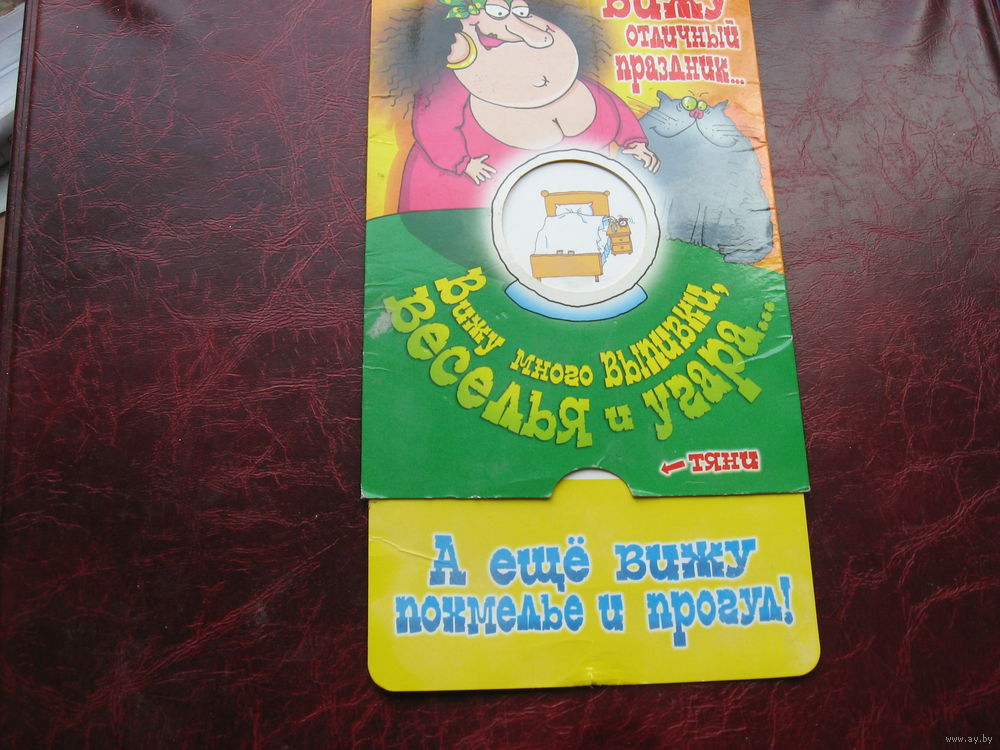 Вижу
отличный
праздник...
Вижу много выпивки,
веселья и угара...
←тяни
А ещё вижу
похмелье и прогул!
www.ay.by